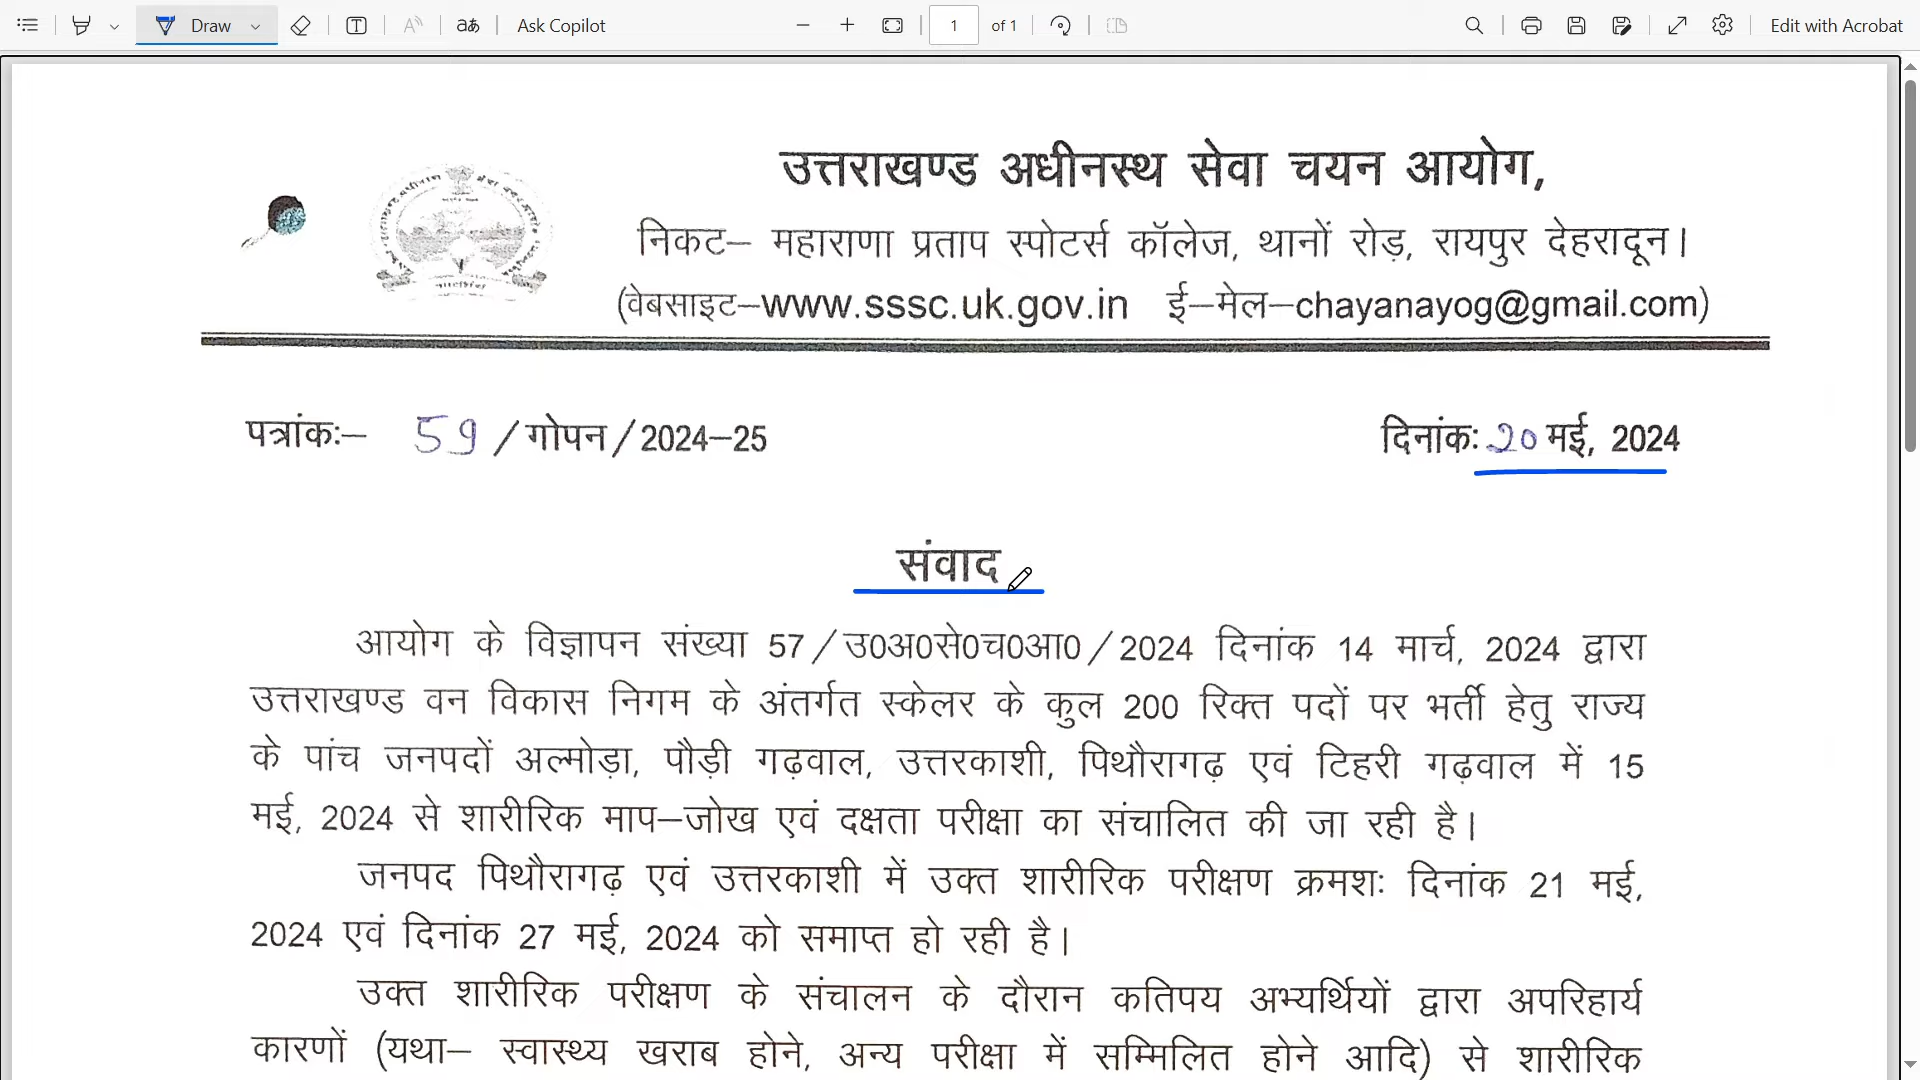 Draw
aあ
Ask Copilot
1
of 1
Edit with Acrobat
उत्तराखण्ड अधीनस्थ सेवा चयन आयोग,
निकट– महाराणा प्रताप स्पोटर्स कॉलेज, थानों रोड़, रायपुर देहरादून।
(वेबसाइट–www.sssc.uk.gov.in ई–मेल–chayanayog@gmail.com)
पत्रांकः– 59 /गोपन/2024–25
दिनांकः 20 मई, 2024
संवाद
आयोग के विज्ञापन संख्या 57/उ0अ0से0च0आ0/2024 दिनांक 14 मार्च, 2024 द्वारा
उत्तराखण्ड वन विकास निगम के अंतर्गत स्केलर के कुल 200 रिक्त पदों पर भर्ती हेतु राज्य
के पांच जनपदों अल्मोड़ा, पौड़ी गढ़वाल, उत्तरकाशी, पिथौरागढ़ एवं टिहरी गढ़वाल में 15
मई, 2024 से शारीरिक माप–जोख एवं दक्षता परीक्षा का संचालित की जा रही है।
जनपद पिथौरागढ़ एवं उत्तरकाशी में उक्त शारीरिक परीक्षण क्रमशः दिनांक 21 मई,
2024 एवं दिनांक 27 मई, 2024 को समाप्त हो रही है।
उक्त शारीरिक परीक्षण के संचालन के दौरान कतिपय अभ्यर्थियों द्वारा अपरिहार्य
कारणों (यथा– स्वास्थ्य खराब होने, अन्य परीक्षा में सम्मिलित होने आदि) से शारीरिक